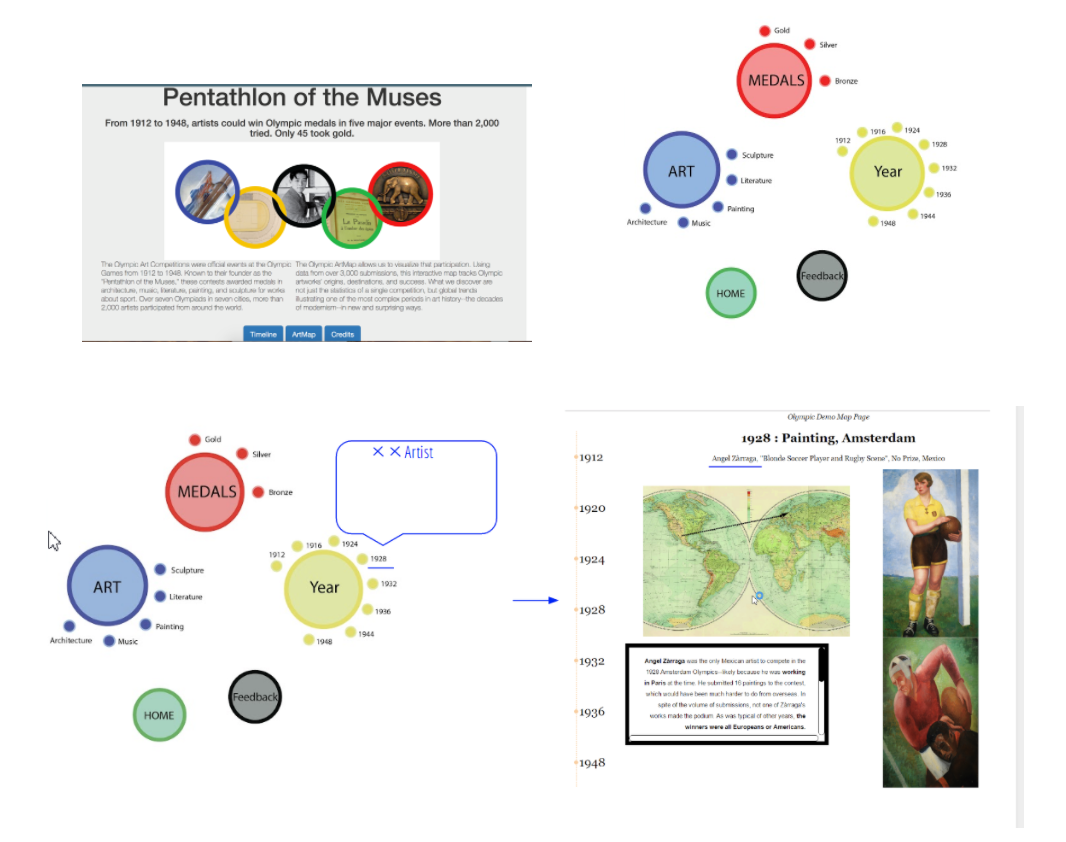 Pentathlon of the Muses
From 1912 to 1948, artists could win Olympic medals in five major events. More than 2,000
tried. Only 45 took gold.
La Parade
The Olympic Art Competitions were official events at the Olympic
Games from 1912 to 1948. Known to their founder as the
"Pentathlon of the Muses," these contests awarded medals in
architecture, music, literature, painting, and sculpture for works
about sport. Over seven Olympiads in seven cities, more than
2,000 artists participated from around the world.
The Olympic ArtMap allows us to visualize that participation. Using
data from over 3,000 submissions, this interactive map tracks Olympic
artworks' origins, destinations, and success. What we discover are
not just the statistics of a single competition, but global trends
illustrating one of the most complex periods in art history--the decades
of modernism--in new and surprising ways.
Timeline
ArtMap
Credits
Gold
Silver
MEDALS
Bronze
ART
Sculpture
Literature
Painting
Music
Architecture
Year
1912
1916
1924
1928
1932
1936
1944
1948
HOME
Feedback
Gold
Silver
MEDALS
Bronze
× × Artist
ART
Sculpture
Literature
Painting
Music
Architecture
Year
1912
1916
1924
1928
1932
1936
1944
1948
HOME
Feedback
Olympic Demo Map Page
1928 : Painting, Amsterdam
Angel Zàrraga, "Blonde Soccer Player and Rugby Scene", No Prize, Mexico
1912
1920
1924
1928
1932
1936
1948
Angel Zàrraga was the only Mexican artist to compete in the
1928 Amsterdam Olympics--likely because he was working
in Paris at the time. He submitted 16 paintings to the contest,
which would have been much harder to do from overseas. In
spite of the volume of submissions, not one of Zàrraga's
works made the podium. As was typical of other years, the
winners were all Europeans or Americans.